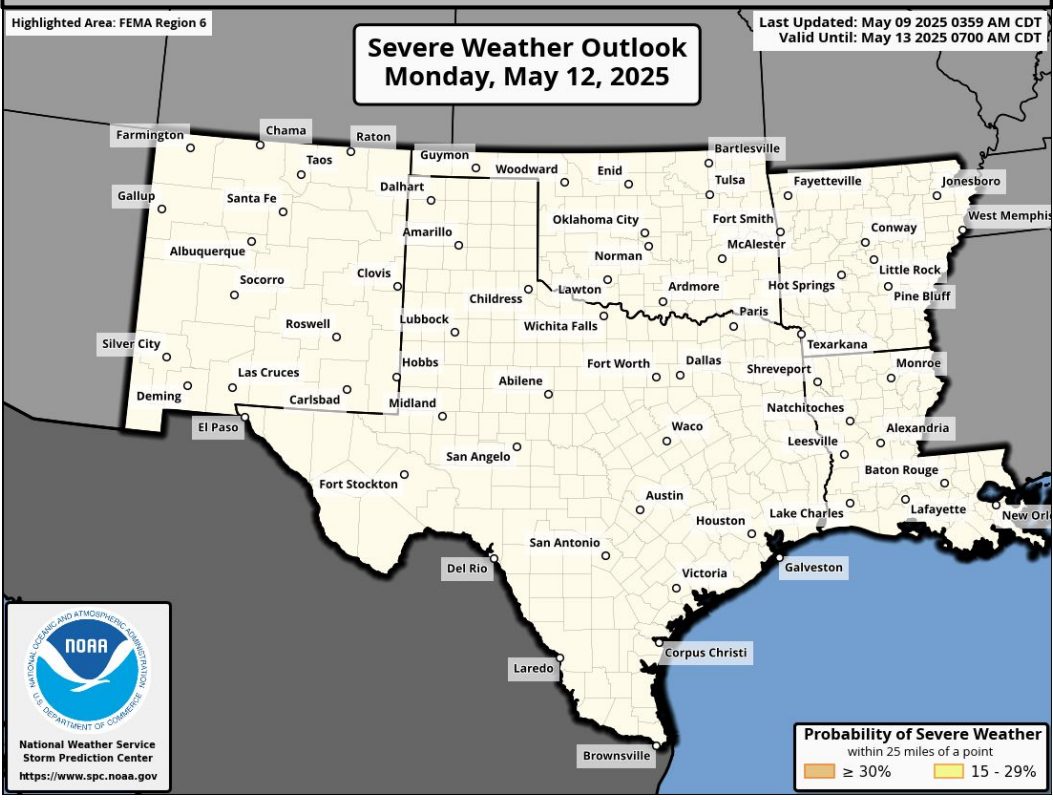 Highlighted Area: FEMA Region 6
Last Updated: May 09 2025 0359 AM CDT
Valid Until: May 13 2025 0700 AM CDT
Severe Weather Outlook
Monday, May 12, 2025
Farmington
Chama
Raton
Taos
Guymon
Woodward
Enid
Bartlesville
Tulsa
Fayetteville
Jonesboro
Gallup
Santa Fe
Dalhart
Oklahoma City
Fort Smith
West Memphis
Albuquerque
Amarillo
Norman
McAlester
Conway
Socorro
Clovis
Childress
Lawton
Ardmore
Hot Springs
Little Rock
Pine Bluff
Roswell
Lubbock
Wichita Falls
Paris
Texarkana
Silver City
Las Cruces
Hobbs
Abilene
Fort Worth
Dallas
Shreveport
Monroe
Deming
Carlsbad
Midland
Natchitoches
El Paso
San Angelo
Waco
Leesville
Alexandria
Fort Stockton
Baton Rouge
Austin
Houston
Lake Charles
Lafayette
New Orl
San Antonio
Del Rio
Victoria
Galveston
Laredo
Corpus Christi
Brownsville
NATIONAL OCEANIC AND ATMOSPHERIC ADMINISTRATION
NOAA
U.S. DEPARTMENT OF COMMERCE
National Weather Service
Storm Prediction Center
https://www.spc.noaa.gov
Probability of Severe Weather
within 25 miles of a point
≥ 30%
15 - 29%